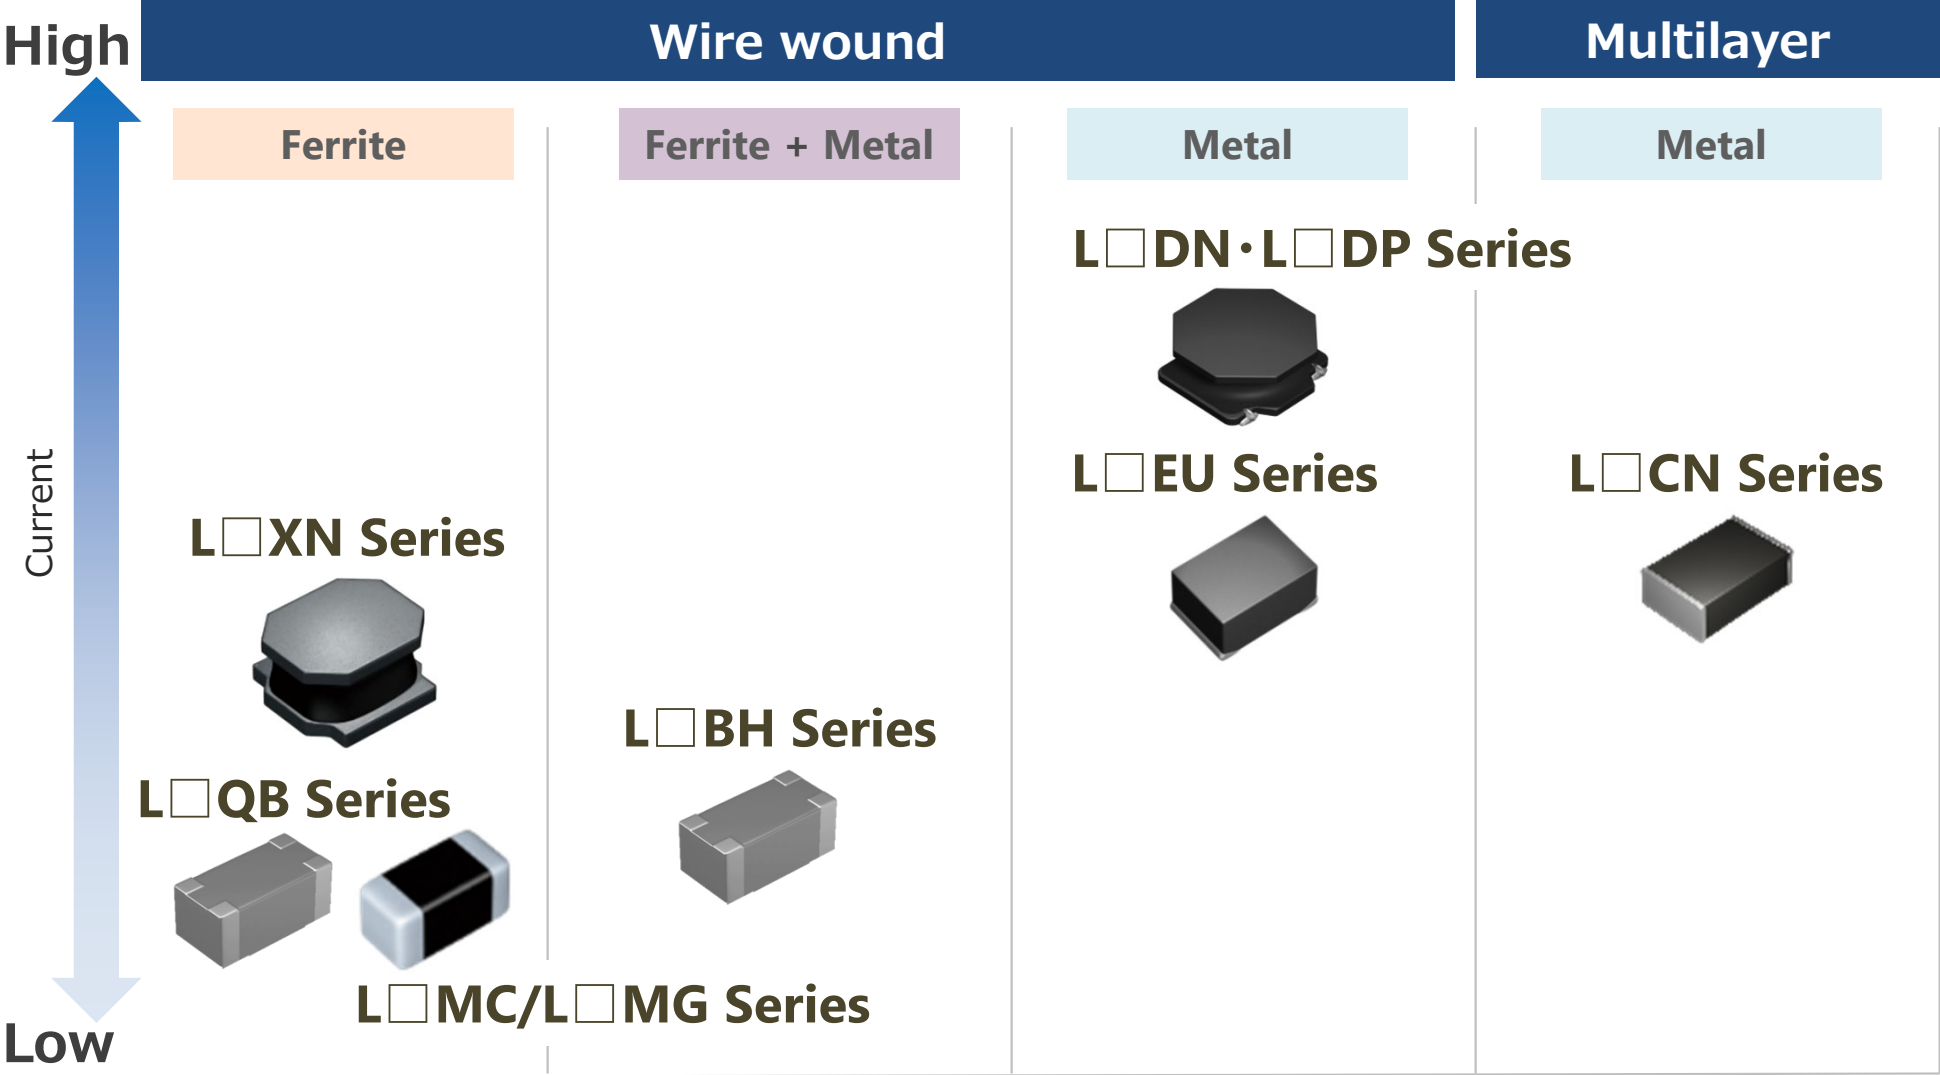 High
Wire wound
Multilayer
Ferrite
Ferrite + Metal
Metal
Metal
L□DN・L□DP Series
L□EU Series
L□CN Series
Current
L□XN Series
L□BH Series
L□QB Series
L□MC/L□MG Series
Low